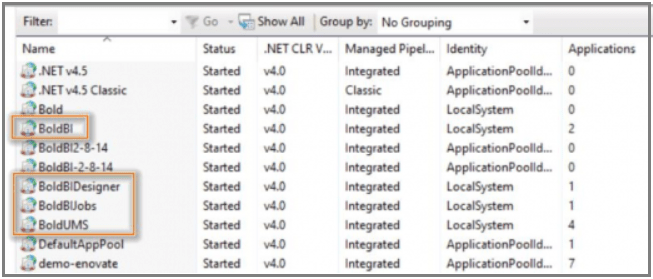 Filter: Go Show All Group by: No Grouping
Name Status .NET CLR V... Managed Pipel... Identity Applications
.NET v4.5 Started v4.0 Integrated ApplicationPoolId... 0
.NET v4.5 Classic Started v4.0 Classic ApplicationPoolId... 0
Bold Started v4.0 Integrated LocalSystem 0
BoldBI Started v4.0 Integrated LocalSystem 2
BoldBI2-8-14 Started v4.0 Integrated ApplicationPoolId... 0
BoldBI-2-8-14 Started v4.0 Integrated ApplicationPoolId... 0
BoldBIDesigner Started v4.0 Integrated LocalSystem 1
BoldBIJobs Started v4.0 Integrated LocalSystem 1
BoldUMS Started v4.0 Integrated LocalSystem 4
DefaultAppPool Started v4.0 Integrated ApplicationPoolId... 1
demo-enovate Started v4.0 Integrated ApplicationPoolId... 7